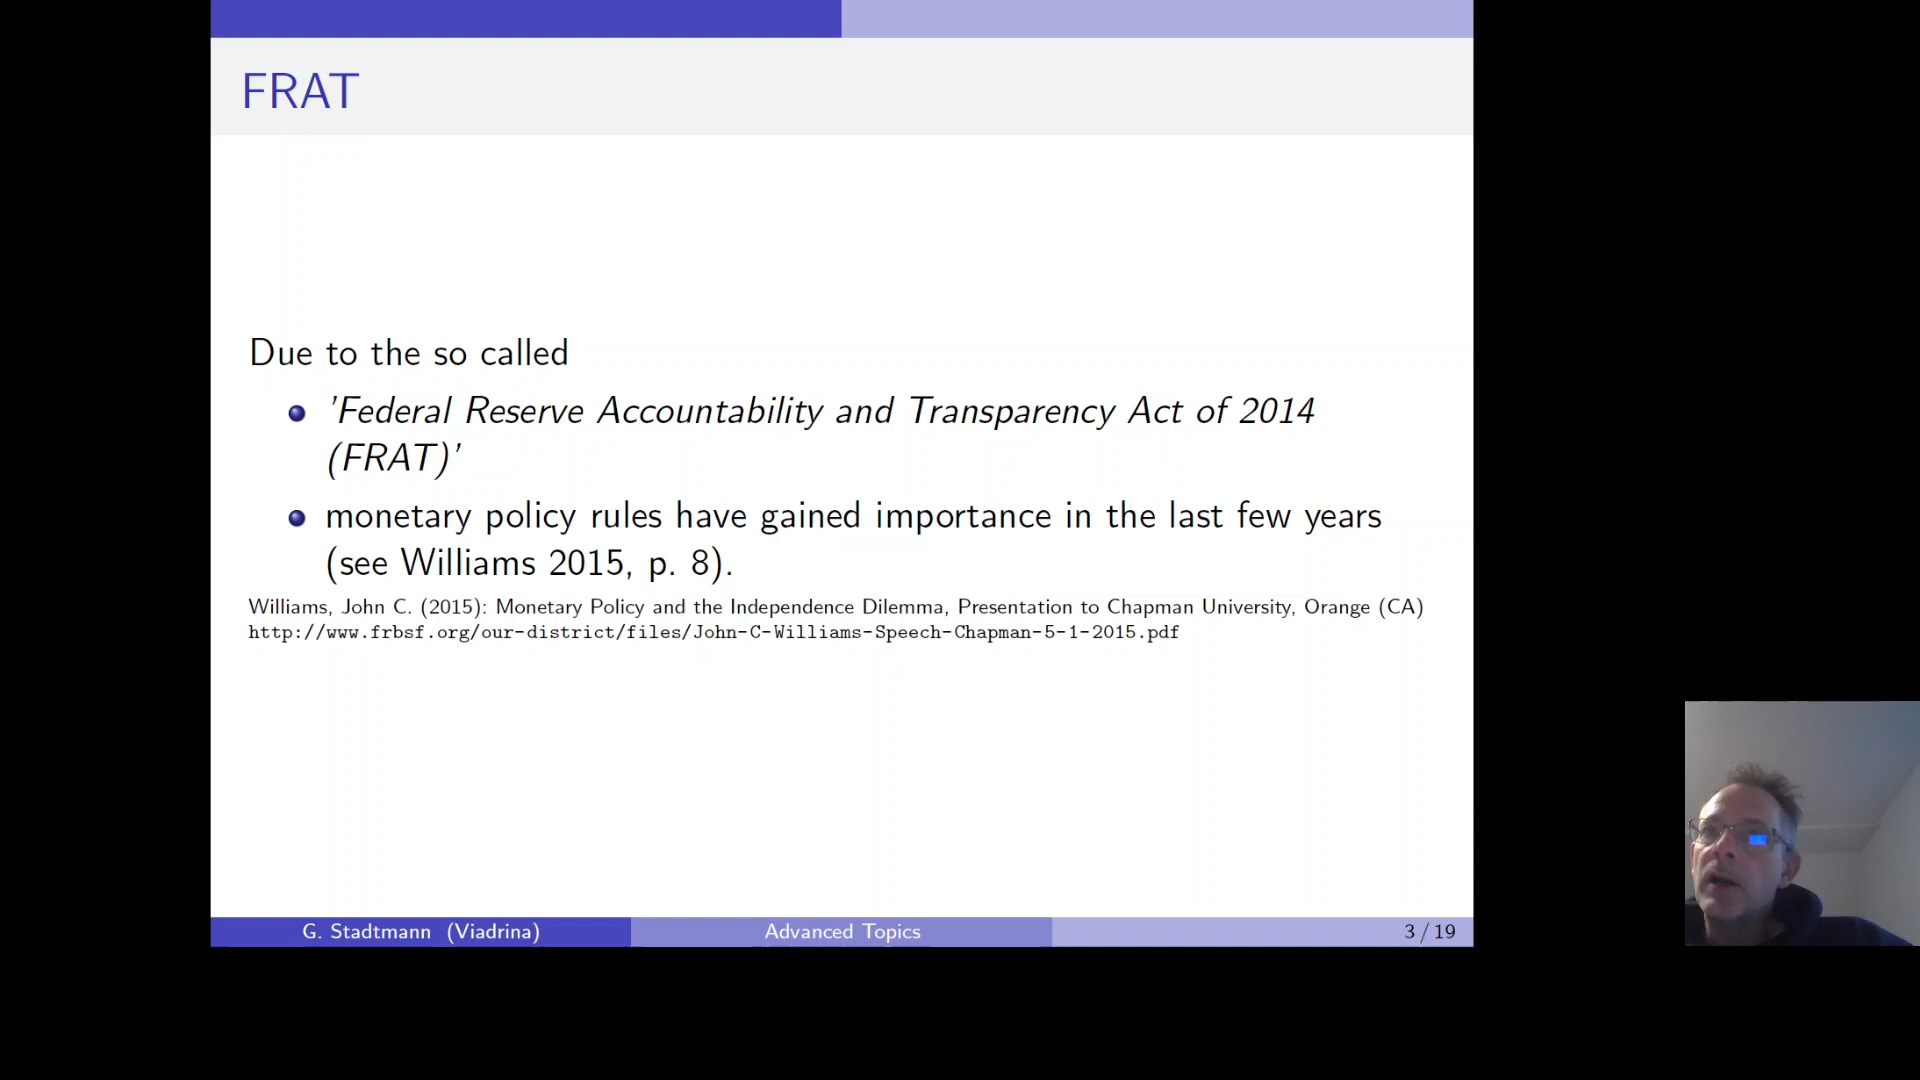 FRAT
Due to the so called
'Federal Reserve Accountability and Transparency Act of 2014
(FRAT)'
monetary policy rules have gained importance in the last few years
(see Williams 2015, p. 8).
Williams, John C. (2015): Monetary Policy and the Independence Dilemma, Presentation to Chapman University, Orange (CA)
http://www.frbsf.org/our-district/files/John-C-Williams-Speech-Chapman-5-1-2015.pdf
G. Stadtmann (Viadrina)
Advanced Topics
3 / 19